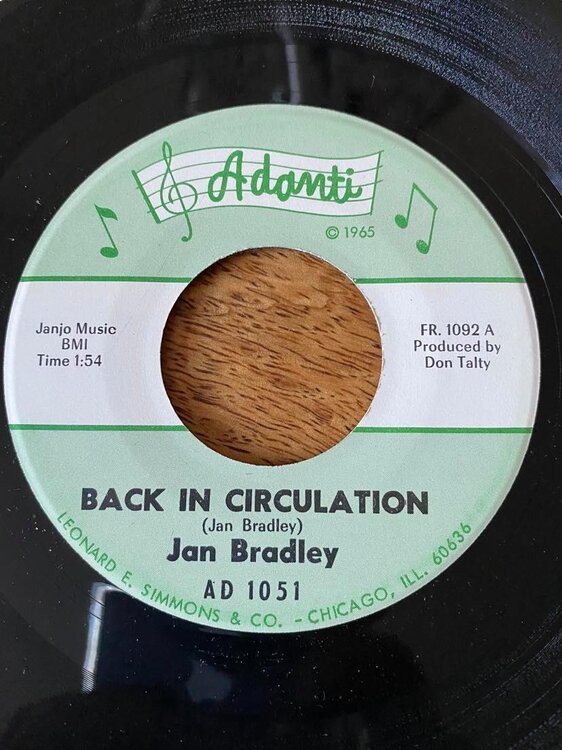 Adanti
© 1965
Janjo Music
BMI
Time 1:54
FR. 1092 A
Produced by
Don Talty
BACK IN CIRCULATION
(Jan Bradley)
Jan Bradley
AD 1051
LEONARD E. SIMMONS & CO. - CHICAGO, ILL. 60636